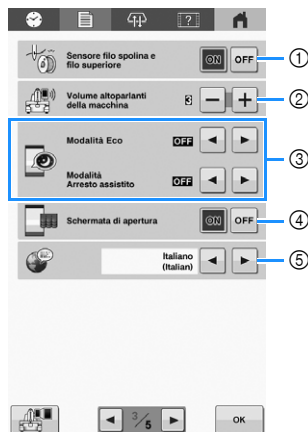 Sensore filo spolina e
filo superiore
ON OFF
①
Volume altoparlanti
della macchina
3 − +
②
Modalità Eco
OFF
③
Modalità
Arresto assistito
OFF
Schermata di apertura
ON OFF
④
Italiano
(Italian)
⑤
3/5
OK